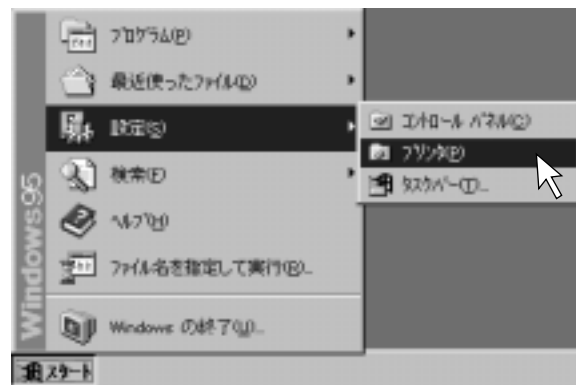 プログラム(P)
最近使ったファイル(D)
設定(S)
検索(F)
ヘルプ(H)
ファイル名を指定して実行(R)...
Windows の終了(U)...
Windows95
コントロール パネル(C)
プリンタ(P)
タスクバー(T)...
スタート